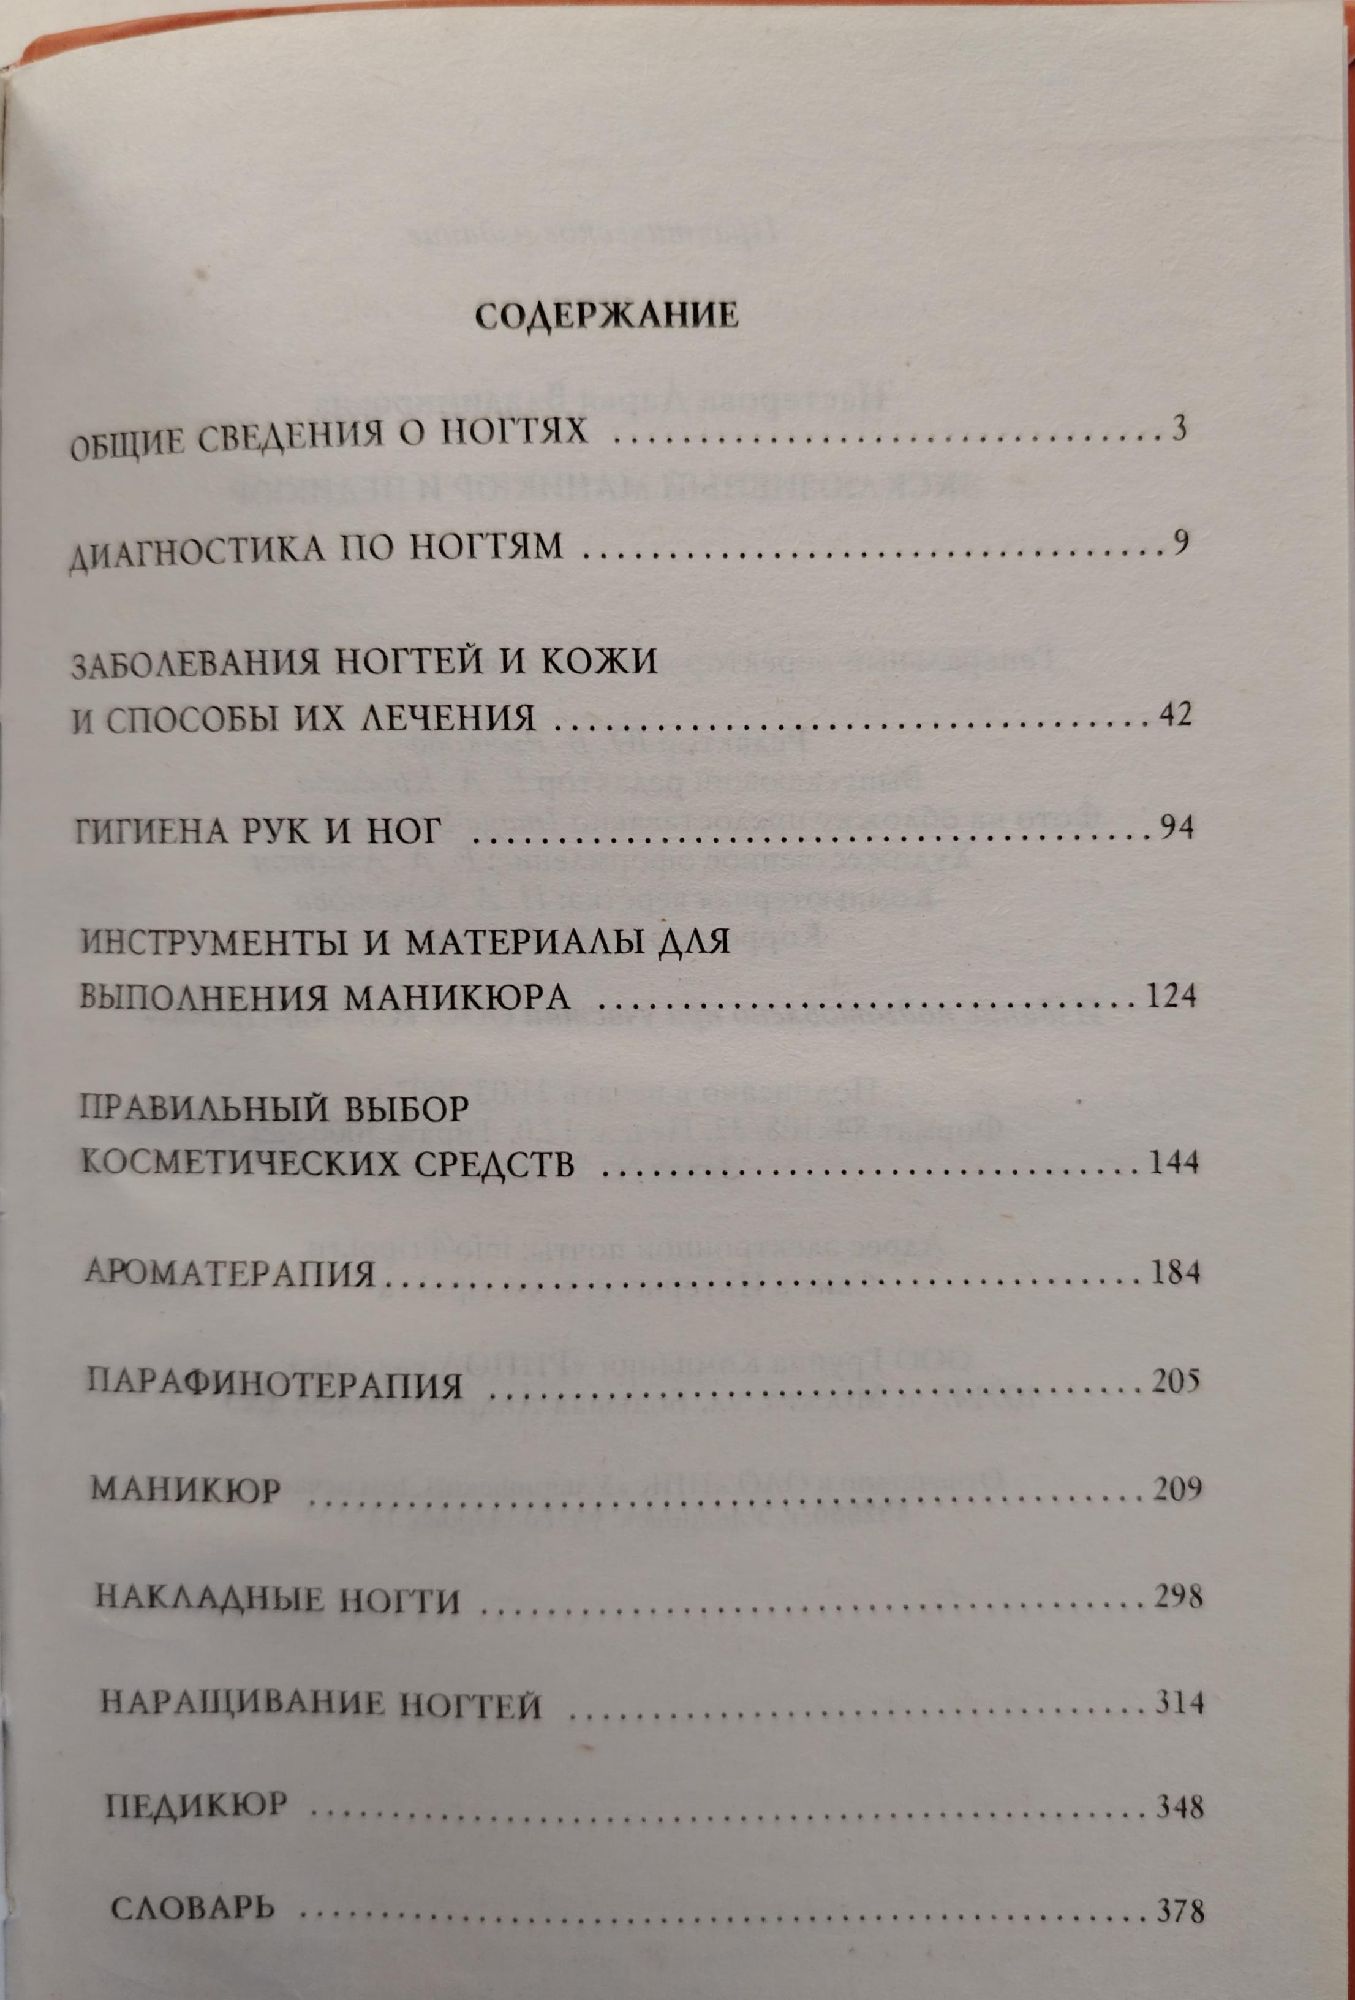 СОДЕРЖАНИЕ
ОБЩИЕ СВЕДЕНИЯ О НОГТЯХ ........................................ 3
ДИАГНОСТИКА ПО НОГТЯМ ........................................ 9
ЗАБОЛЕВАНИЯ НОГТЕЙ И КОЖИ
И СПОСОБЫ ИХ ЛЕЧЕНИЯ ........................................ 42
ГИГИЕНА РУК И НОГ ........................................ 94
ИНСТРУМЕНТЫ И МАТЕРИАЛЫ ДЛЯ
ВЫПОЛНЕНИЯ МАНИКЮРА ........................................ 124
ПРАВИЛЬНЫЙ ВЫБОР
КОСМЕТИЧЕСКИХ СРЕДСТВ ........................................ 144
АРОМАТЕРАПИЯ ........................................ 184
ПАРАФИНОТЕРАПИЯ ........................................ 205
МАНИКЮР ........................................ 209
НАКЛАДНЫЕ НОГТИ ........................................ 298
НАРАЩИВАНИЕ НОГТЕЙ ........................................ 314
ПЕДИКЮР ........................................ 348
СЛОВАРЬ ........................................ 378